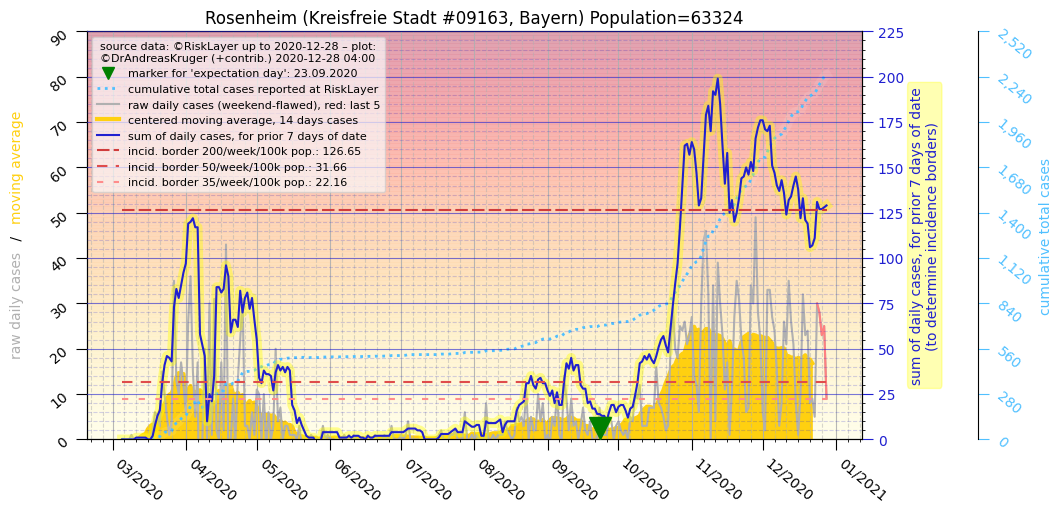 Rosenheim (Kreisfreie Stadt #09163, Bayern) Population=63324
source data: ©RiskLayer up to 2020-12-28 – plot:
©DrAndreasKruger (+contrib.) 2020-12-28 04:00
marker for 'expectation day': 23.09.2020
cumulative total cases reported at RiskLayer
raw daily cases (weekend-flawed), red: last 5
centered moving average, 14 days cases
sum of daily cases, for prior 7 days of date
incid. border 200/week/100k pop.: 126.65
incid. border 50/week/100k pop.: 31.66
incid. border 35/week/100k pop.: 22.16
raw daily cases / moving average
90
80
70
60
50
40
30
20
10
0
225
200
175
150
125
100
75
50
25
0
sum of daily cases, for prior 7 days of date
(to determine incidence borders)
2,520
2,240
1,960
1,680
1,400
1,120
840
560
280
0
cumulative total cases
03/2020
04/2020
05/2020
06/2020
07/2020
08/2020
09/2020
10/2020
11/2020
12/2020
01/2021